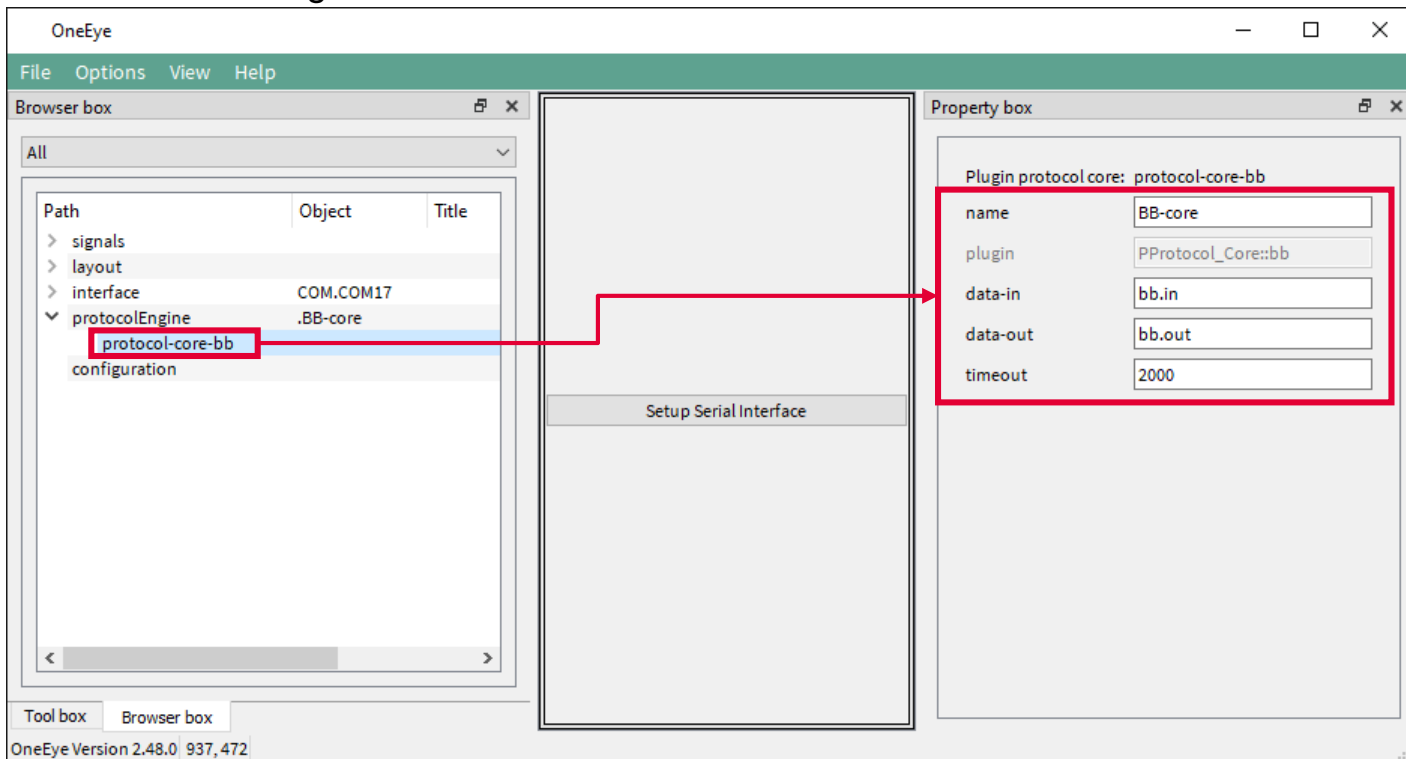 OneEye
File Options View Help
Browser box
All
Path Object Title
signals
layout
interface COM.COM17
protocolEngine .BB-core
protocol-core-bb
configuration
Tool box Browser box
OneEye Version 2.48.0 937, 472
Setup Serial Interface
Property box
Plugin protocol core: protocol-core-bb
name BB-core
plugin PProtocol_Core::bb
data-in bb.in
data-out bb.out
timeout 2000